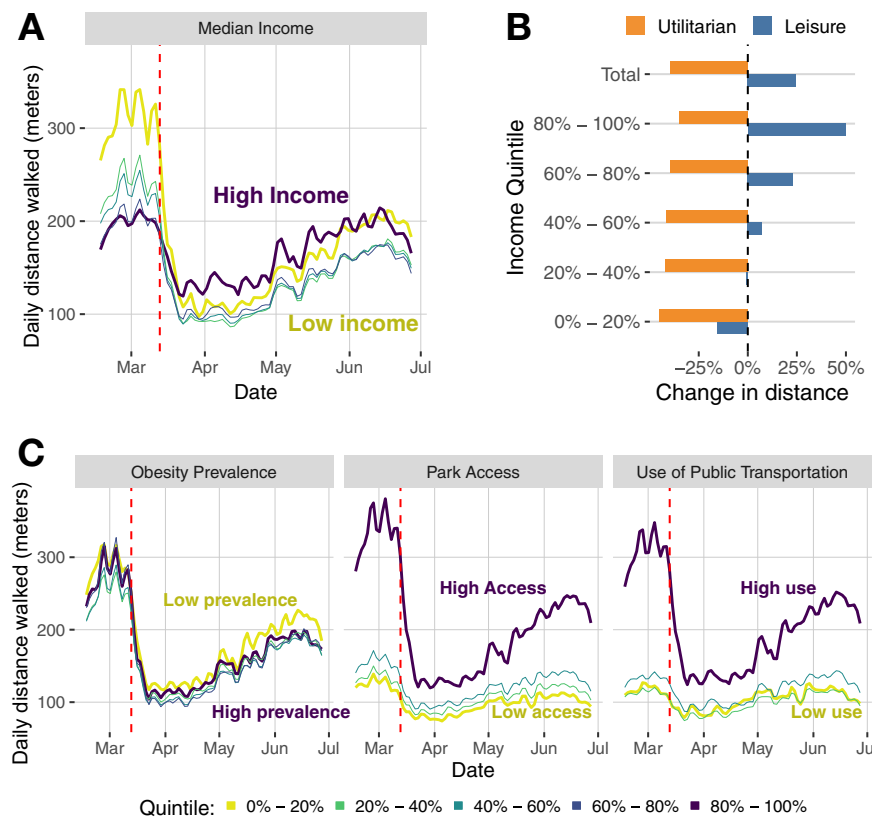 A
Median Income
Daily distance walked (meters)
300
200
100
High Income
Low income
Mar
Apr
May
Jun
Jul
Date
B
Utilitarian
Leisure
Income Quintile
Total
80% − 100%
60% − 80%
40% − 60%
20% − 40%
0% − 20%
−25%
0%
25%
50%
Change in distance
C
Obesity Prevalence
Park Access
Use of Public Transportation
Daily distance walked (meters)
300
200
100
Low prevalence
High prevalence
High Access
Low access
High use
Low use
Mar
Apr
May
Jun
Jul
Mar
Apr
May
Jun
Jul
Mar
Apr
May
Jun
Ju
Date
Quintile:
0% − 20%
20% − 40%
40% − 60%
60% − 80%
80% − 100%